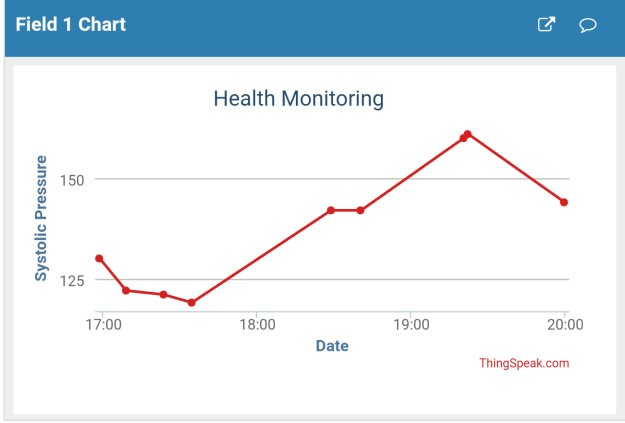 Field 1 Chart
Health Monitoring
Systolic Pressure
150
125
17:00 18:00 19:00 20:00
Date
ThingSpeak.com